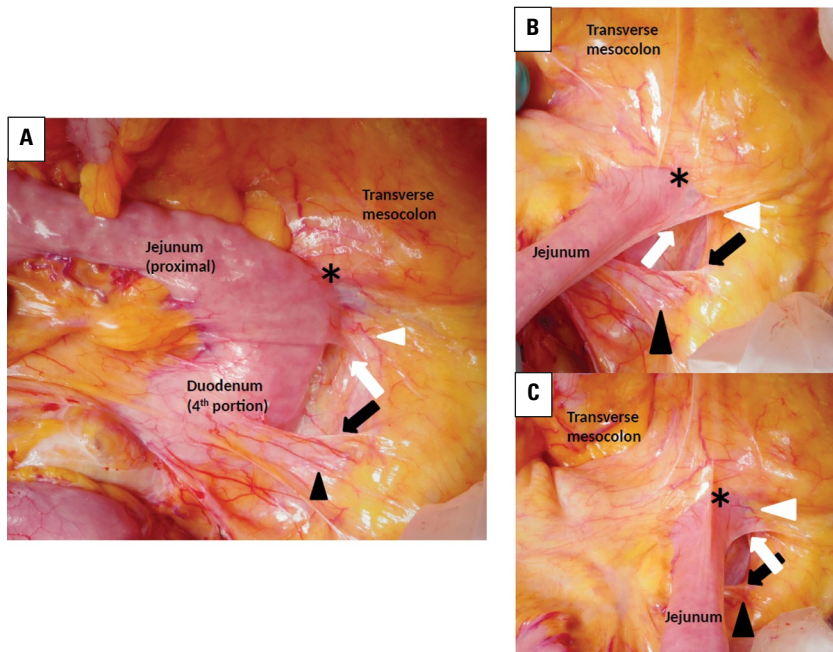 A
Transverse
mesocolon
Jejunum
(proximal)
*
Duodenum
(4th portion)
B
Transverse
mesocolon
*
Jejunum
C
Transverse
mesocolon
*
Jejunum